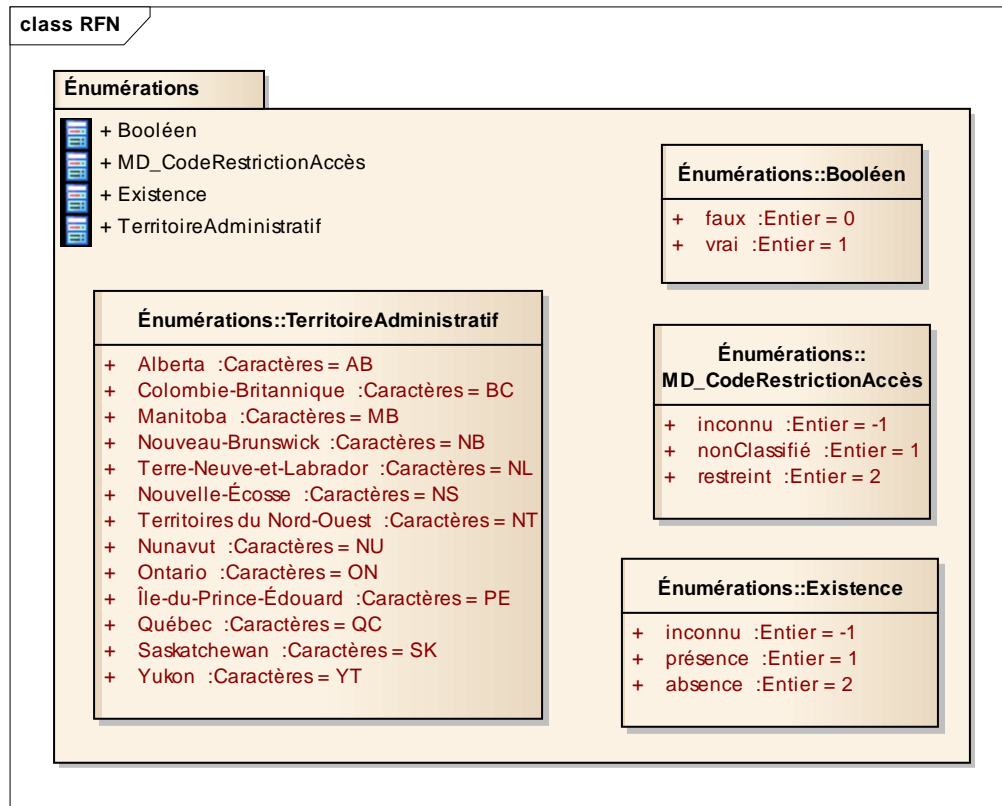 class RFN
Énumérations
+ Booléen
+ MD_CodeRestrictionAccès
+ Existence
+ TerritoireAdministratif
Énumérations::Booléen
+ faux :Entier = 0
+ vrai :Entier = 1
Énumérations::TerritoireAdministratif
+ Alberta :Caractères = AB
+ Colombie-Britannique :Caractères = BC
+ Manitoba :Caractères = MB
+ Nouveau-Brunswick :Caractères = NB
+ Terre-Neuve-et-Labrador :Caractères = NL
+ Nouvelle-Écosse :Caractères = NS
+ Territoires du Nord-Ouest :Caractères = NT
+ Nunavut :Caractères = NU
+ Ontario :Caractères = ON
+ Île-du-Prince-Édouard :Caractères = PE
+ Québec :Caractères = QC
+ Saskatchewan :Caractères = SK
+ Yukon :Caractères = YT
Énumérations::
MD_CodeRestrictionAccès
+ inconnu :Entier = -1
+ nonClassifié :Entier = 1
+ restreint :Entier = 2
Énumérations::Existence
+ inconnu :Entier = -1
+ présence :Entier = 1
+ absence :Entier = 2